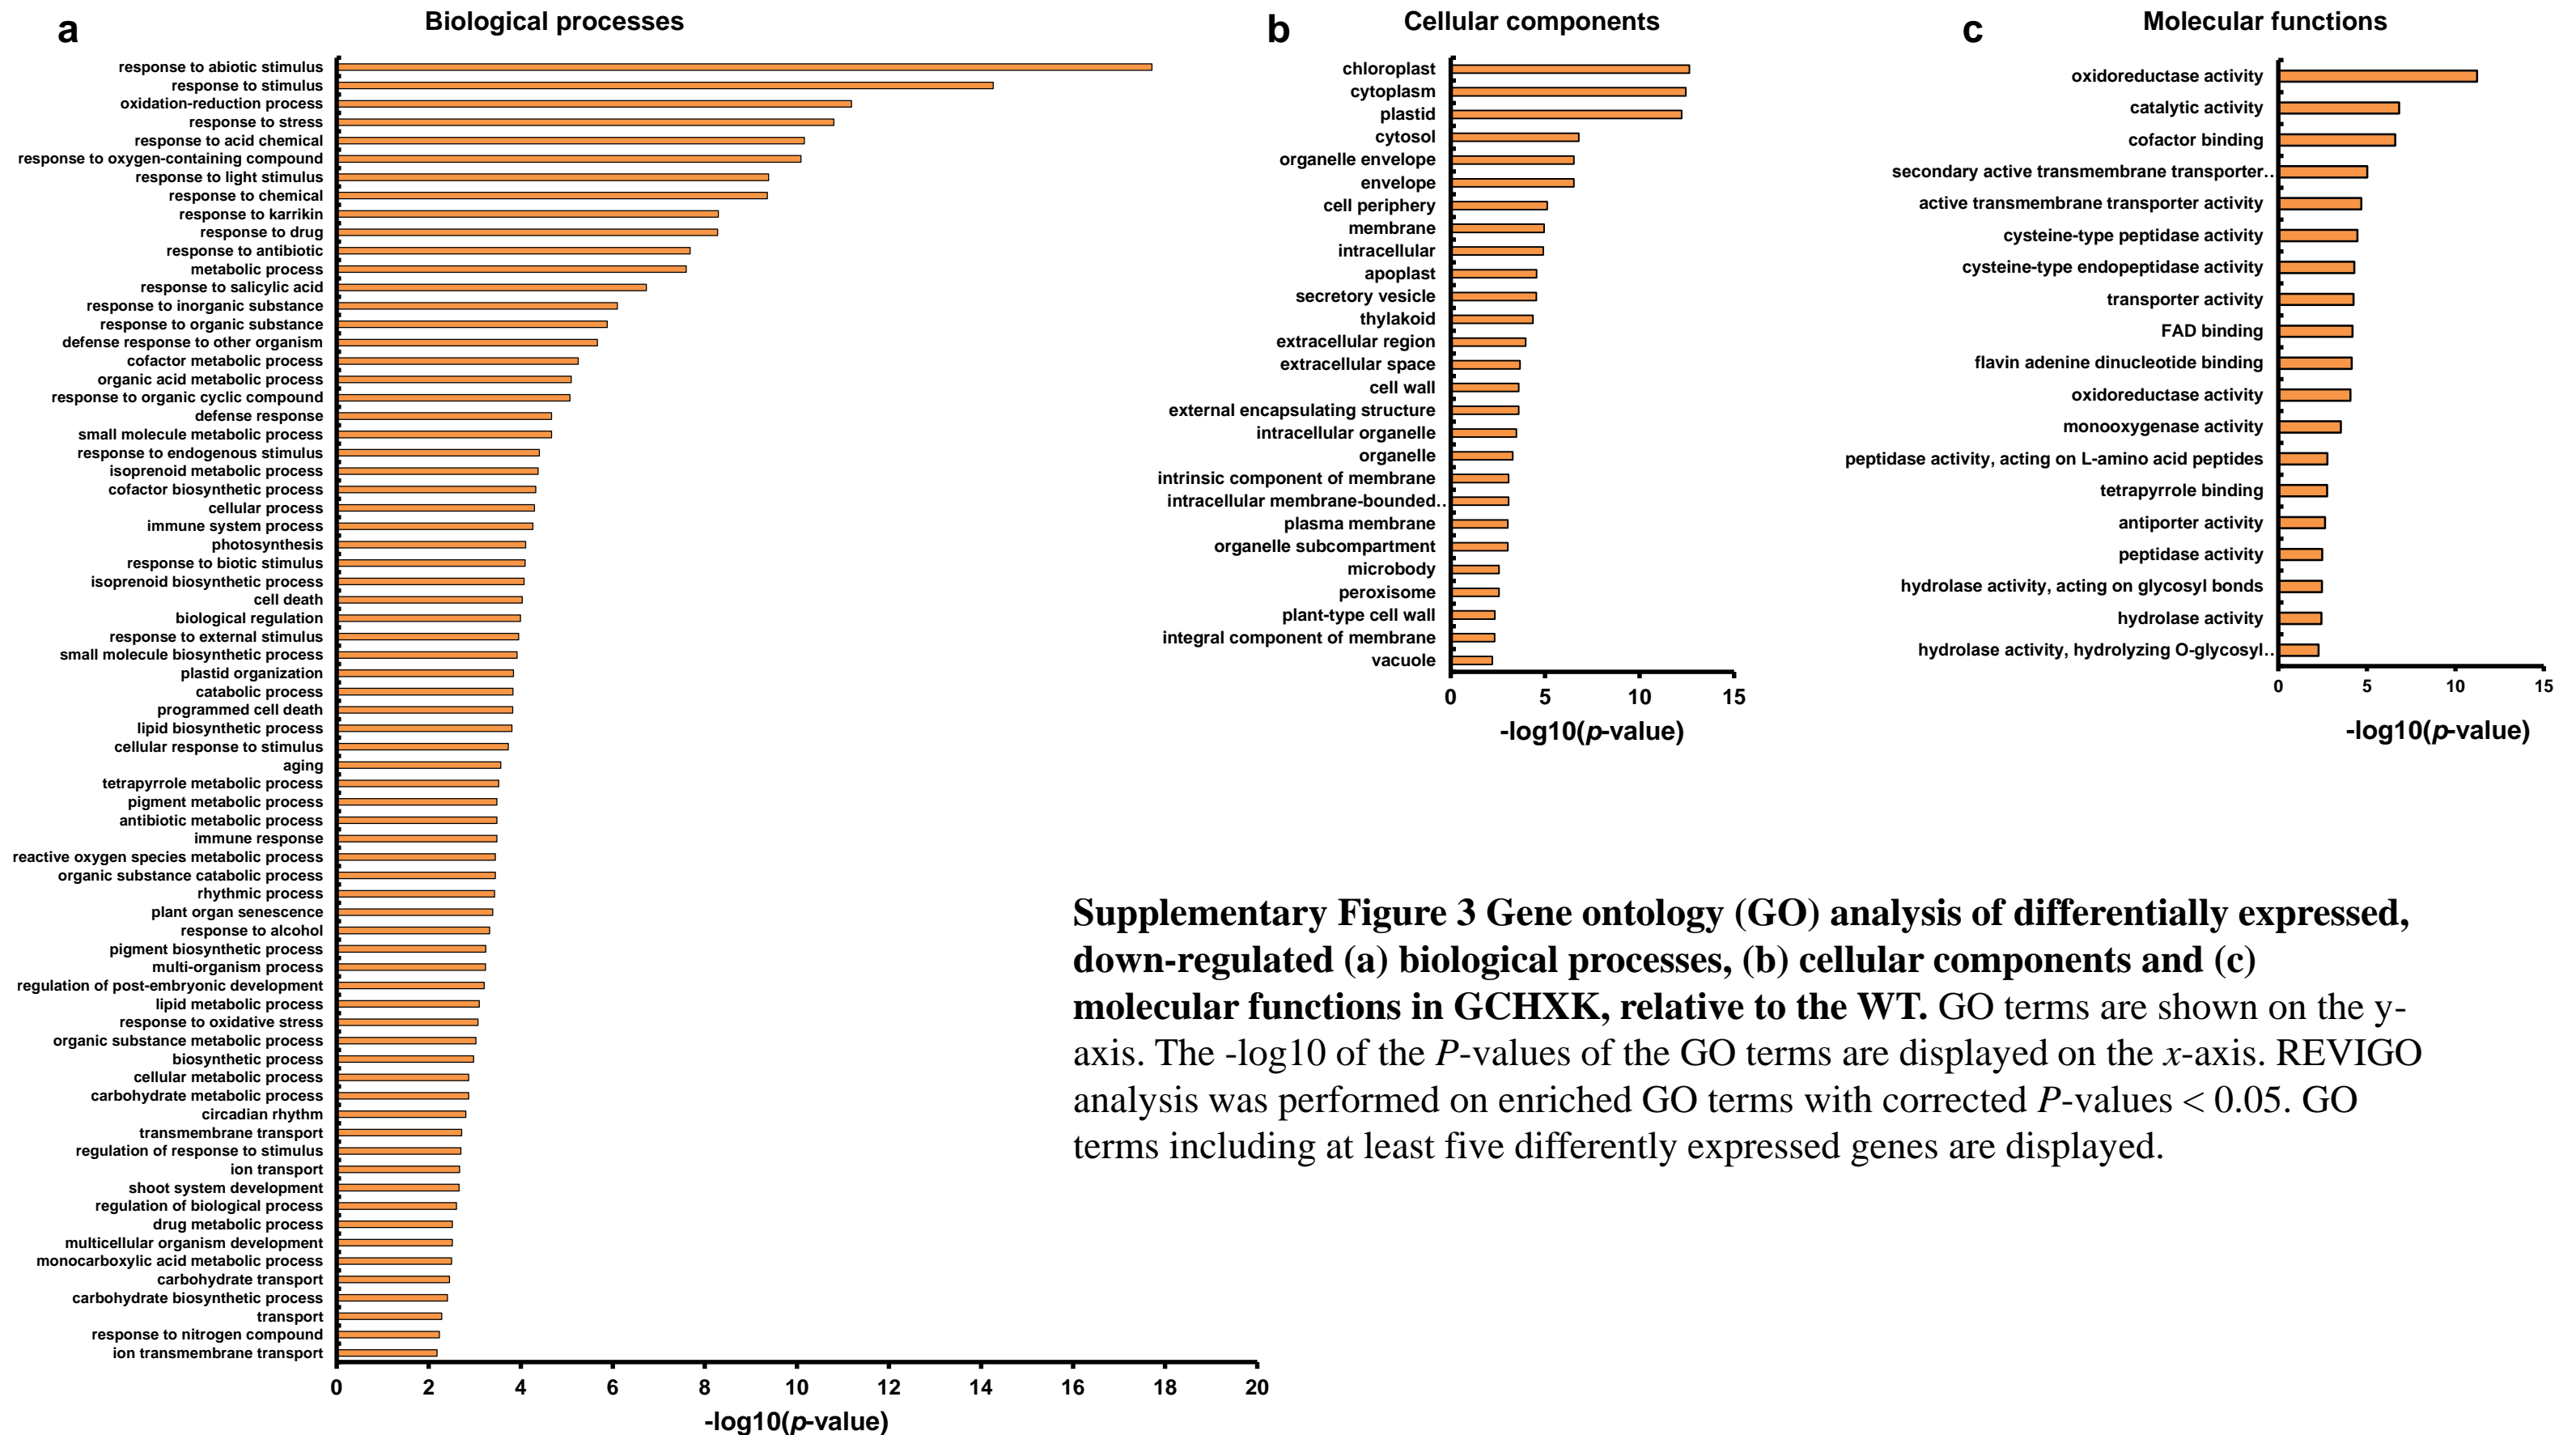 a
Biological processes
response to abiotic stimulus
response to stimulus
oxidation-reduction process
response to stress
response to acid chemical
response to oxygen-containing compound
response to light stimulus
response to chemical
response to karrikin
response to drug
response to antibiotic
metabolic process
response to salicylic acid
response to inorganic substance
response to organic substance
defense response to other organism
cofactor metabolic process
organic acid metabolic process
response to organic cyclic compound
defense response
small molecule metabolic process
response to endogenous stimulus
isoprenoid metabolic process
cofactor biosynthetic process
cellular process
immune system process
photosynthesis
response to biotic stimulus
isoprenoid biosynthetic process
cell death
biological regulation
response to external stimulus
small molecule biosynthetic process
plastid organization
catabolic process
programmed cell death
lipid biosynthetic process
cellular response to stimulus
aging
tetrapyrrole metabolic process
pigment metabolic process
antibiotic metabolic process
immune response
reactive oxygen species metabolic process
organic substance catabolic process
rhythmic process
plant organ senescence
response to alcohol
pigment biosynthetic process
multi-organism process
regulation of post-embryonic development
lipid metabolic process
response to oxidative stress
organic substance metabolic process
biosynthetic process
cellular metabolic process
carbohydrate metabolic process
circadian rhythm
transmembrane transport
regulation of response to stimulus
ion transport
shoot system development
regulation of biological process
drug metabolic process
multicellular organism development
monocarboxylic acid metabolic process
carbohydrate transport
carbohydrate biosynthetic process
transport
response to nitrogen compound
ion transmembrane transport
0 2 4 6 8 10 12 14 16 18 20
-log10(p-value)
b
Cellular components
chloroplast
cytoplasm
plastid
cytosol
organelle envelope
envelope
cell periphery
membrane
intracellular
apoplast
secretory vesicle
thylakoid
extracellular region
extracellular space
cell wall
external encapsulating structure
intracellular organelle
organelle
intrinsic component of membrane
intracellular membrane-bounded..
plasma membrane
organelle subcompartment
microbody
peroxisome
plant-type cell wall
integral component of membrane
vacuole
0 5 10 15
-log10(p-value)
c
Molecular functions
oxidoreductase activity
catalytic activity
cofactor binding
secondary active transmembrane transporter..
active transmembrane transporter activity
cysteine-type peptidase activity
cysteine-type endopeptidase activity
transporter activity
FAD binding
flavin adenine dinucleotide binding
oxidoreductase activity
monooxygenase activity
peptidase activity, acting on L-amino acid peptides
tetrapyrrole binding
antiporter activity
peptidase activity
hydrolase activity, acting on glycosyl bonds
hydrolase activity
hydrolase activity, hydrolyzing O-glycosyl..
0 5 10 15
-log10(p-value)
Supplementary Figure 3 Gene ontology (GO) analysis of differentially expressed,
down-regulated (a) biological processes, (b) cellular components and (c)
molecular functions in GCHXK, relative to the WT. GO terms are shown on the y-
axis. The -log10 of the P-values of the GO terms are displayed on the x-axis. REVIGO
analysis was performed on enriched GO terms with corrected P-values < 0.05. GO
terms including at least five differently expressed genes are displayed.